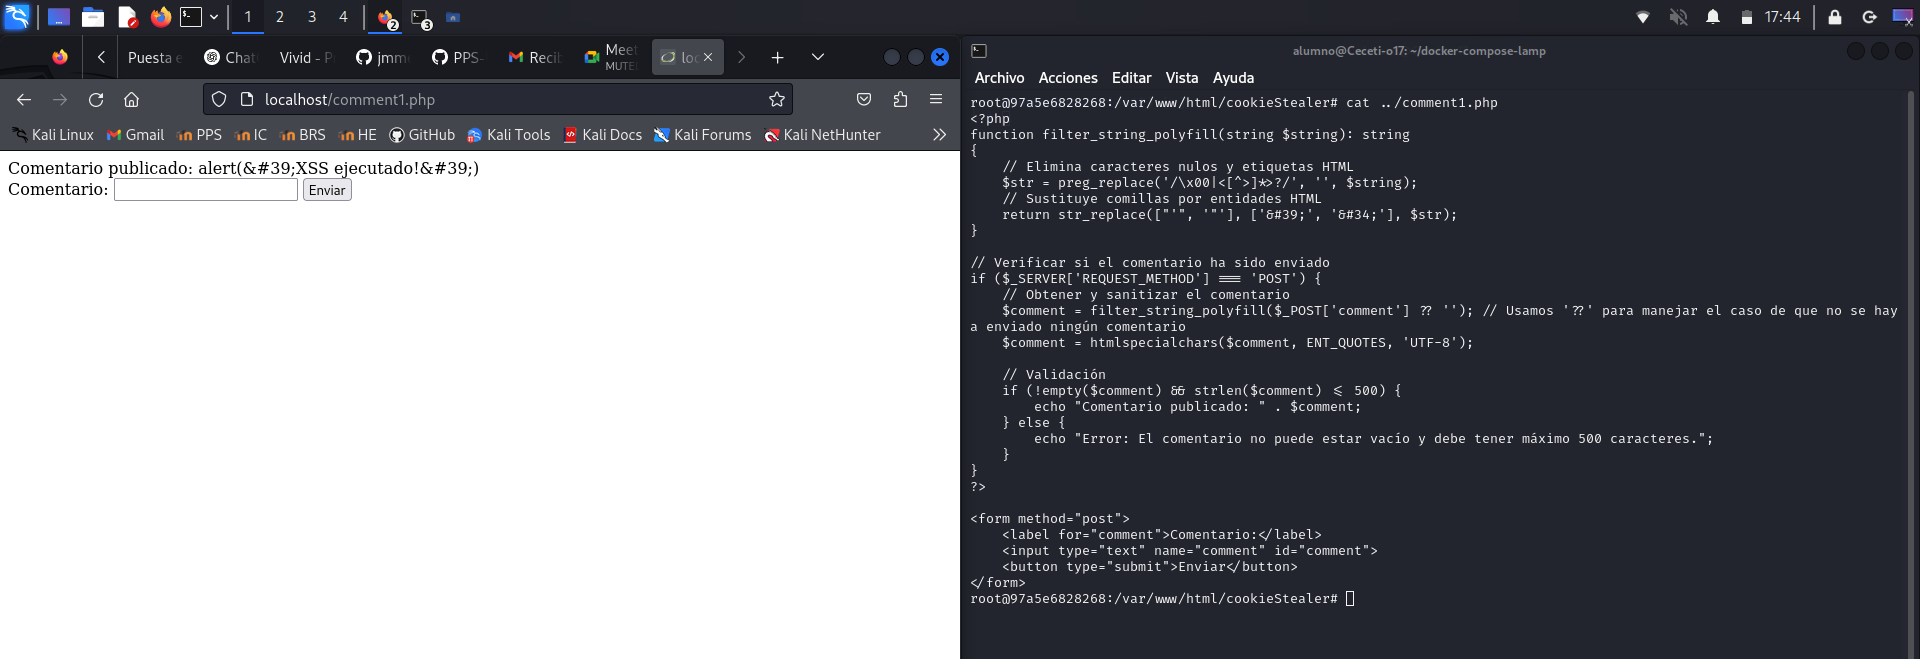 1 2 3 4 2 3 17:44
Puesta e Chat Vivid - P jmm PPS- Recib Meet loc
MUTE
localhost/comment1.php
Kali Linux Gmail PPS IC BRS HE GitHub Kali Tools Kali Docs Kali Forums Kali NetHunter
Comentario publicado: alert(&#39;XSS ejecutado!&#39;)
Comentario: Enviar
alumno@Ceceti-o17: ~/docker-compose-lamp
Archivo Acciones Editar Vista Ayuda
root@97a5e6828268:/var/www/html/cookieStealer# cat ../comment1.php
<?php
function filter_string_polyfill(string $string): string
{
    // Elimina caracteres nulos y etiquetas HTML
    $str = preg_replace('/\x00|<[^>]*>?/', '', $string);
    // Sustituye comillas por entidades HTML
    return str_replace(["'", '"'], ['&#39;', '&#34;'], $str);
}

// Verificar si el comentario ha sido enviado
if ($_SERVER['REQUEST_METHOD'] === 'POST') {
    // Obtener y sanitizar el comentario
    $comment = filter_string_polyfill($_POST['comment'] ?? ''); // Usamos '??' para manejar el caso de que no se hay
a enviado ningún comentario
    $comment = htmlspecialchars($comment, ENT_QUOTES, 'UTF-8');

    // Validación
    if (!empty($comment) && strlen($comment) <= 500) {
        echo "Comentario publicado: " . $comment;
    } else {
        echo "Error: El comentario no puede estar vacío y debe tener máximo 500 caracteres.";
    }
}
?>

<form method="post">
    <label for="comment">Comentario:</label>
    <input type="text" name="comment" id="comment">
    <button type="submit">Enviar</button>
</form>
root@97a5e6828268:/var/www/html/cookieStealer#